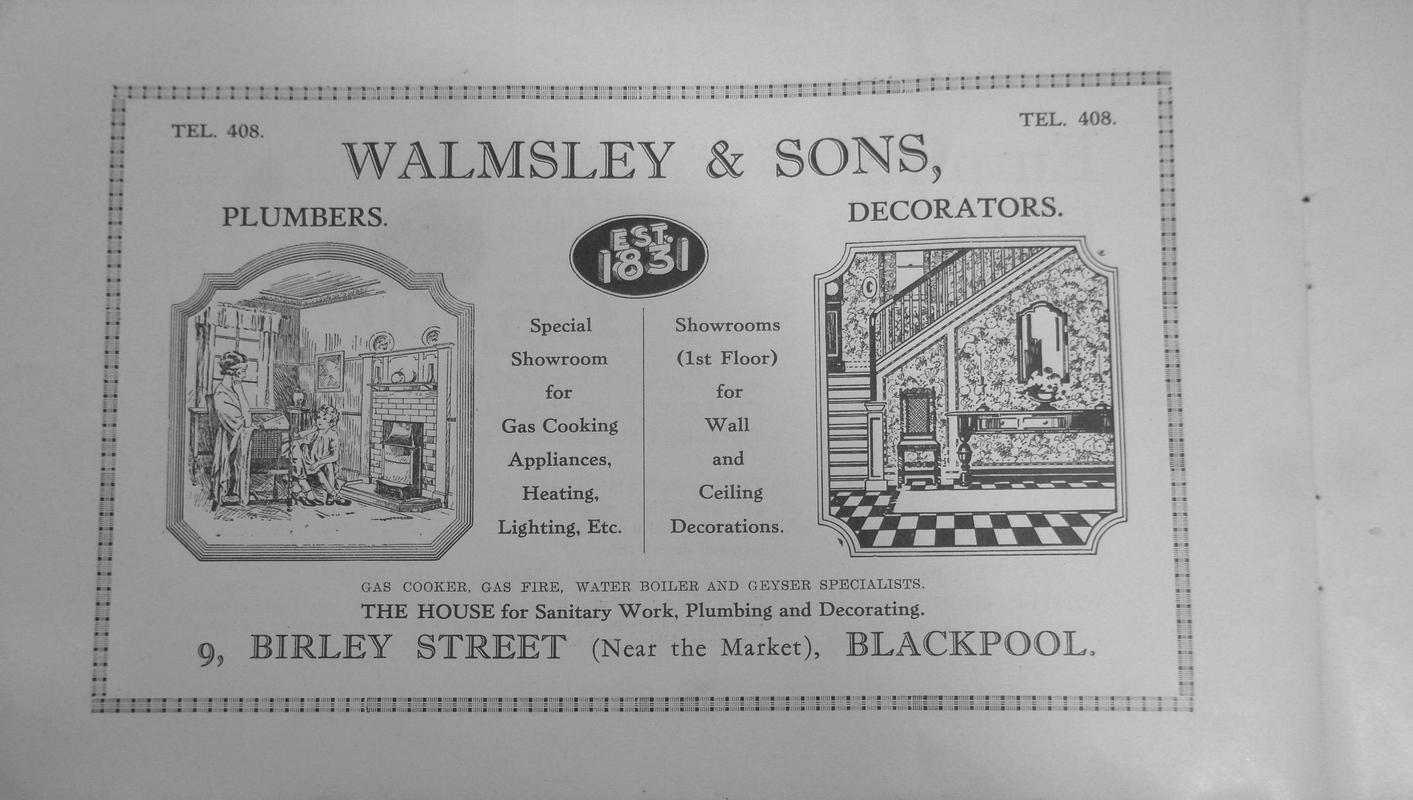 TEL. 408.
TEL. 408.
WALMSLEY & SONS,
PLUMBERS.
DECORATORS.
EST.
1831
Special
Showroom
for
Gas Cooking
Appliances,
Heating,
Lighting, Etc.
Showrooms
(1st Floor)
for
Wall
and
Ceiling
Decorations.
GAS COOKER, GAS FIRE, WATER BOILER AND GEYSER SPECIALISTS.
THE HOUSE for Sanitary Work, Plumbing and Decorating.
9, BIRLEY STREET (Near the Market), BLACKPOOL.